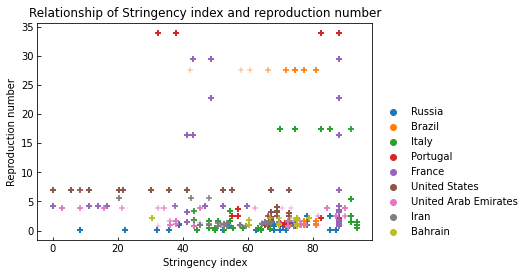 Relationship of Stringency index and reproduction number
35
30
25
20
15
10
5
0
Reproduction number
0 20 40 60 80
Stringency index
Russia
Brazil
Italy
Portugal
France
United States
United Arab Emirates
Iran
Bahrain